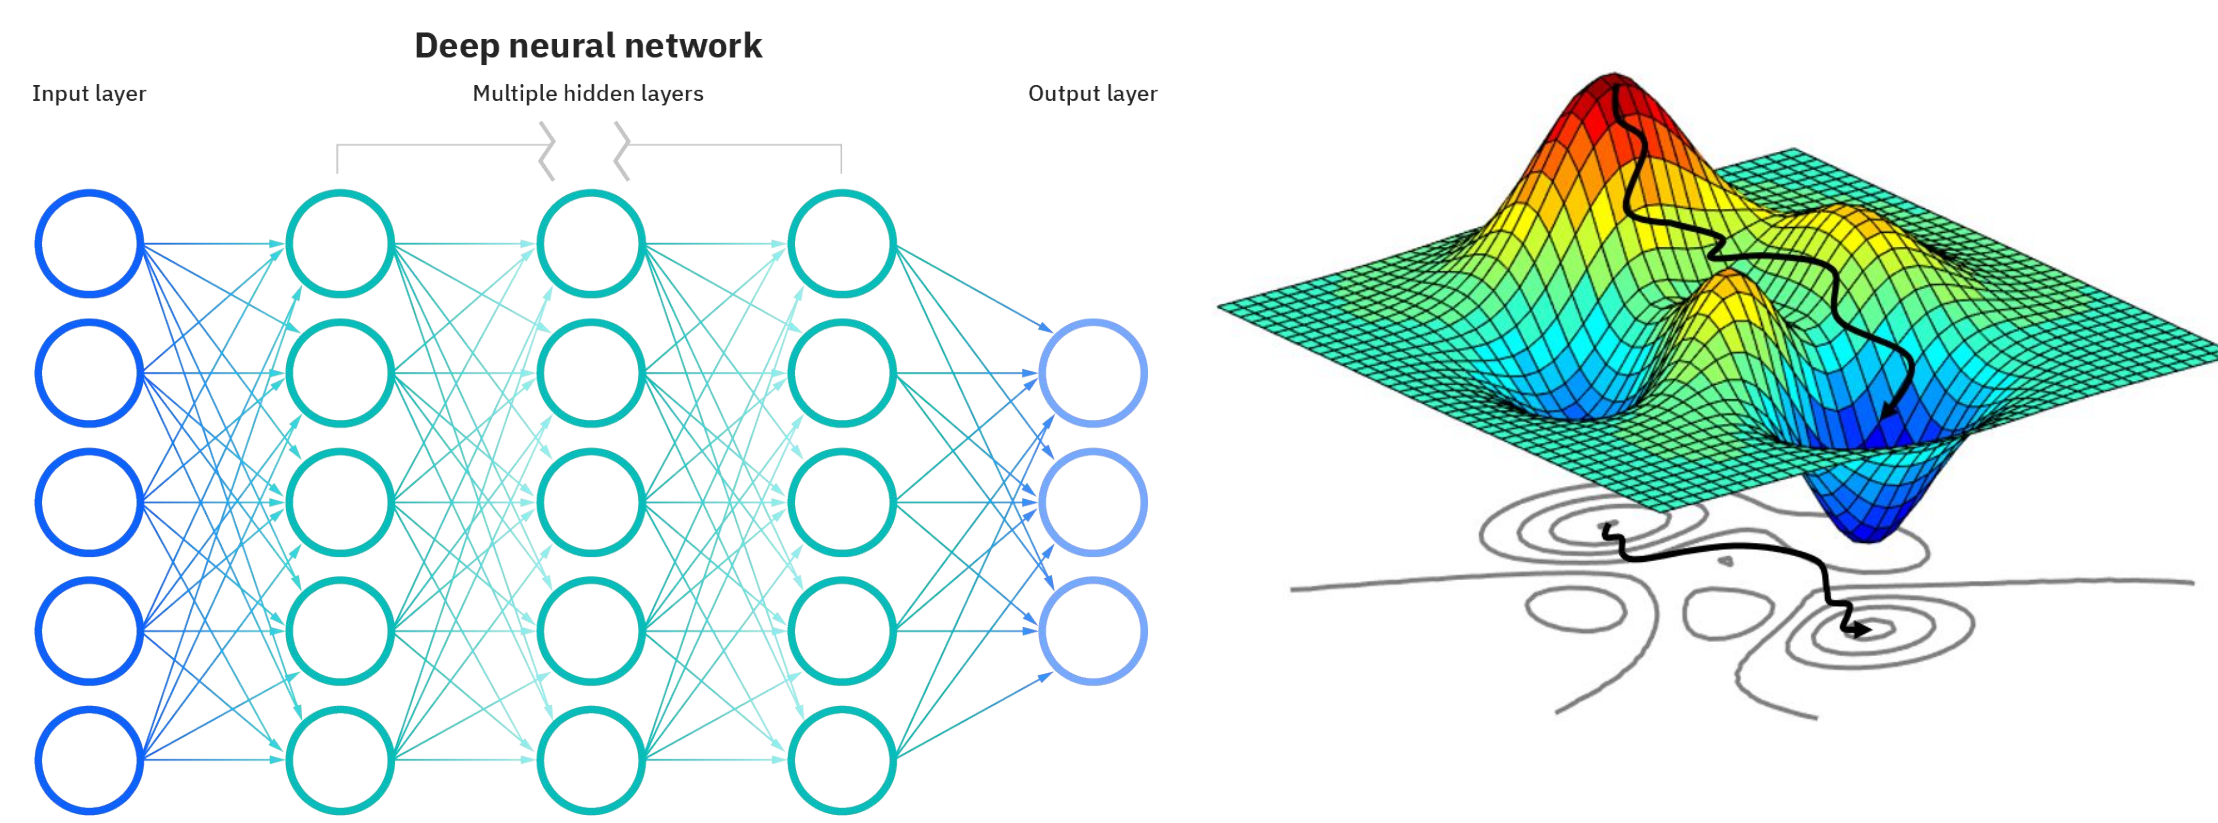 Deep neural network
Input layer
Multiple hidden layers
Output layer